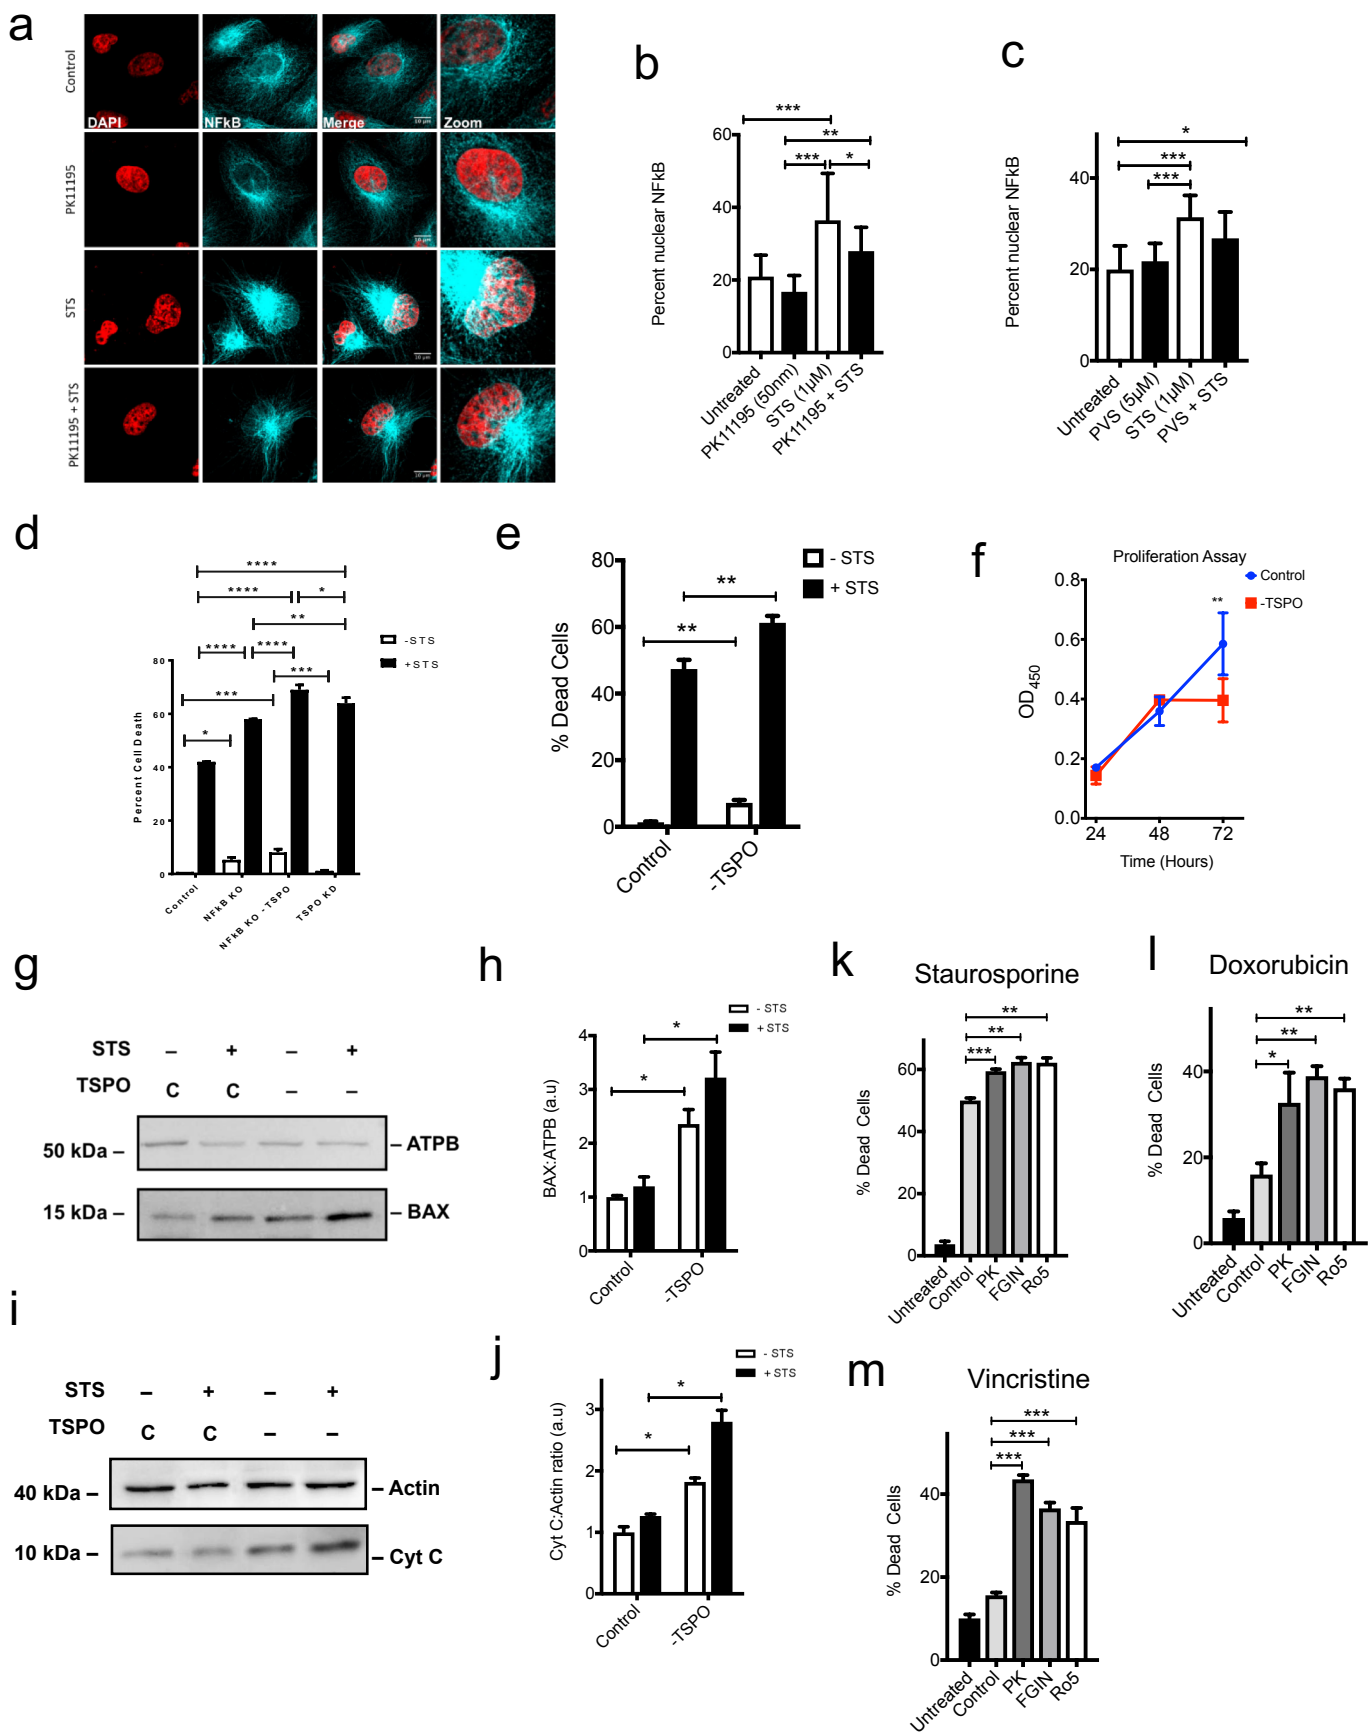 a
Control
DAPI
NFkB
Merge
Zoom
10 µm
PK11195
10 µm
STS
10 µm
PK11195 + STS
10 µm
b
Percent nuclear NFkB
60
40
20
0
***
**
***
*
Untreated
PK11195 (50nm)
STS (1µM)
PK11195 + STS
c
Percent nuclear NFkB
40
20
0
*
***
***
Untreated
PVS (5µM)
STS (1µM)
PVS + STS
d
****
****
*
**
****
****
***
***
*
-STS
+STS
Percent Cell Death
80
60
40
20
0
Control
NFkB KO
NFkB KO -TSPO
TSPO KD
e
- STS
+ STS
% Dead Cells
80
60
40
20
0
**
**
Control
-TSPO
f
Proliferation Assay
Control
-TSPO
**
OD450
0.8
0.6
0.4
0.2
0.0
24
48
72
Time (Hours)
g
STS – + – +
TSPO C C – –
50 kDa –
– ATPB
15 kDa –
– BAX
h
- STS
+ STS
BAX:ATPB (a.u)
4
3
2
1
0
*
*
Control
-TSPO
i
STS – + – +
TSPO C C – –
40 kDa –
– Actin
10 kDa –
– Cyt C
j
- STS
+ STS
Cyt C:Actin ratio (a.u)
3
2
1
0
*
*
Control
-TSPO
k
Staurosporine
% Dead Cells
60
40
20
0
**
**
***
Untreated
Control
PK
FGIN
Ro5
l
Doxorubicin
% Dead Cells
40
20
0
**
**
*
Untreated
Control
PK
FGIN
Ro5
m
Vincristine
% Dead Cells
40
20
0
***
***
***
Untreated
Control
PK
FGIN
Ro5